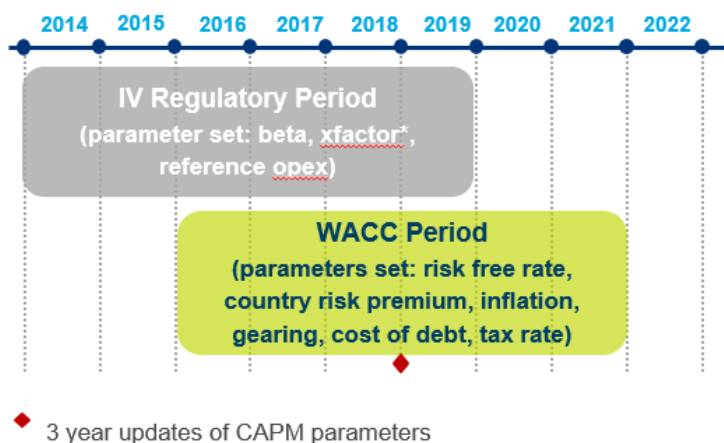 2014 2015 2016 2017 2018 2019 2020 2021 2022
IV Regulatory Period
(parameter set: beta, xfactor*,
reference opex)
WACC Period
(parameters set: risk free rate,
country risk premium, inflation,
gearing, cost of debt, tax rate)
3 year updates of CAPM parameters